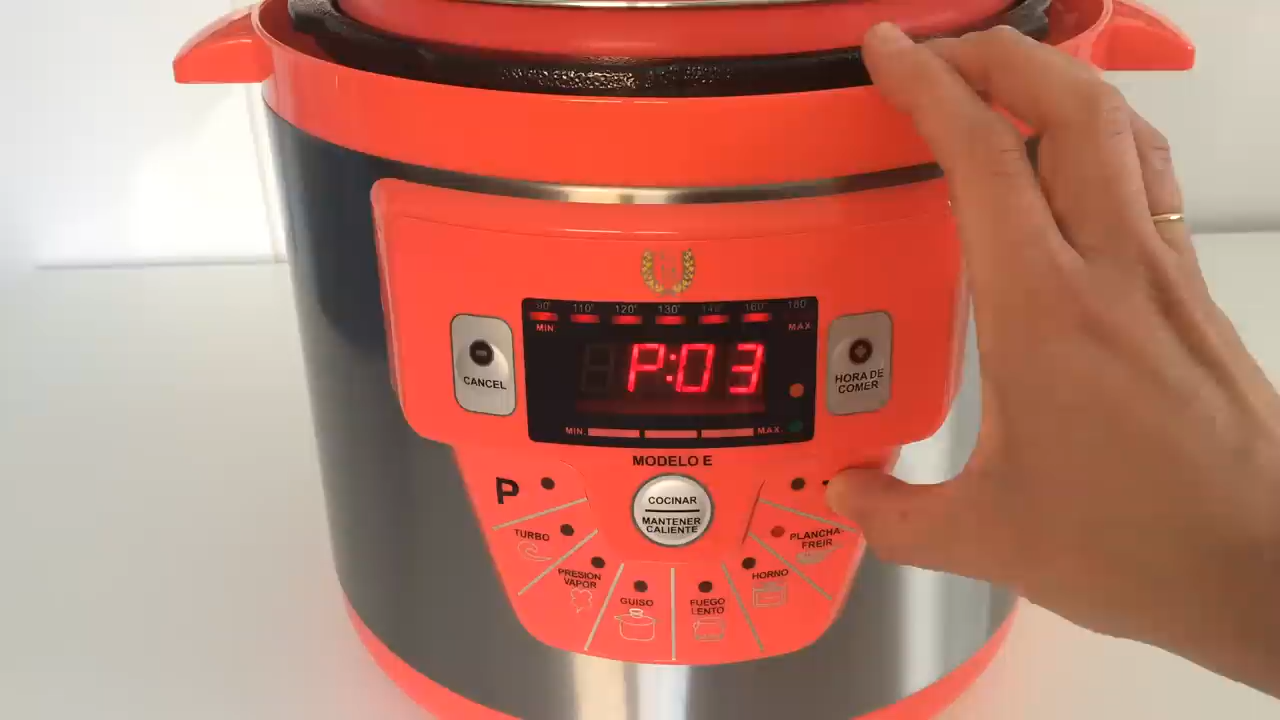 90° 110° 120° 130° 140° 160° 180°
MIN MAX
P:03
MIN. MAX.
CANCEL
HORA DE
COMER
MODELO E
P
COCINAR
MANTENER
CALIENTE
TURBO
PRESION
VAPOR
GUISO
FUEGO
LENTO
HORNO
PLANCHA-
FREIR